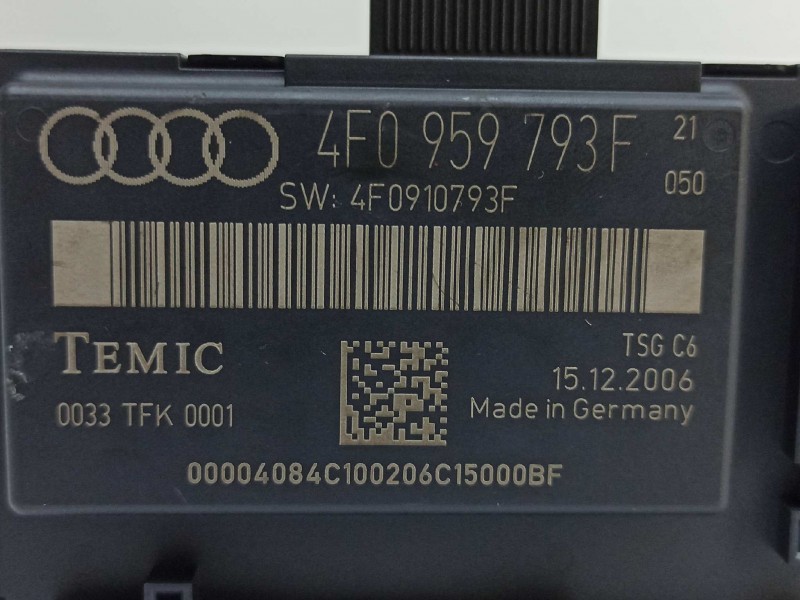 4F0 959 793F 21
050
SW: 4F0910793F
TEMIC
TSG C6
15.12.2006
0033 TFK 0001
Made in Germany
00004084C100206C15000BF